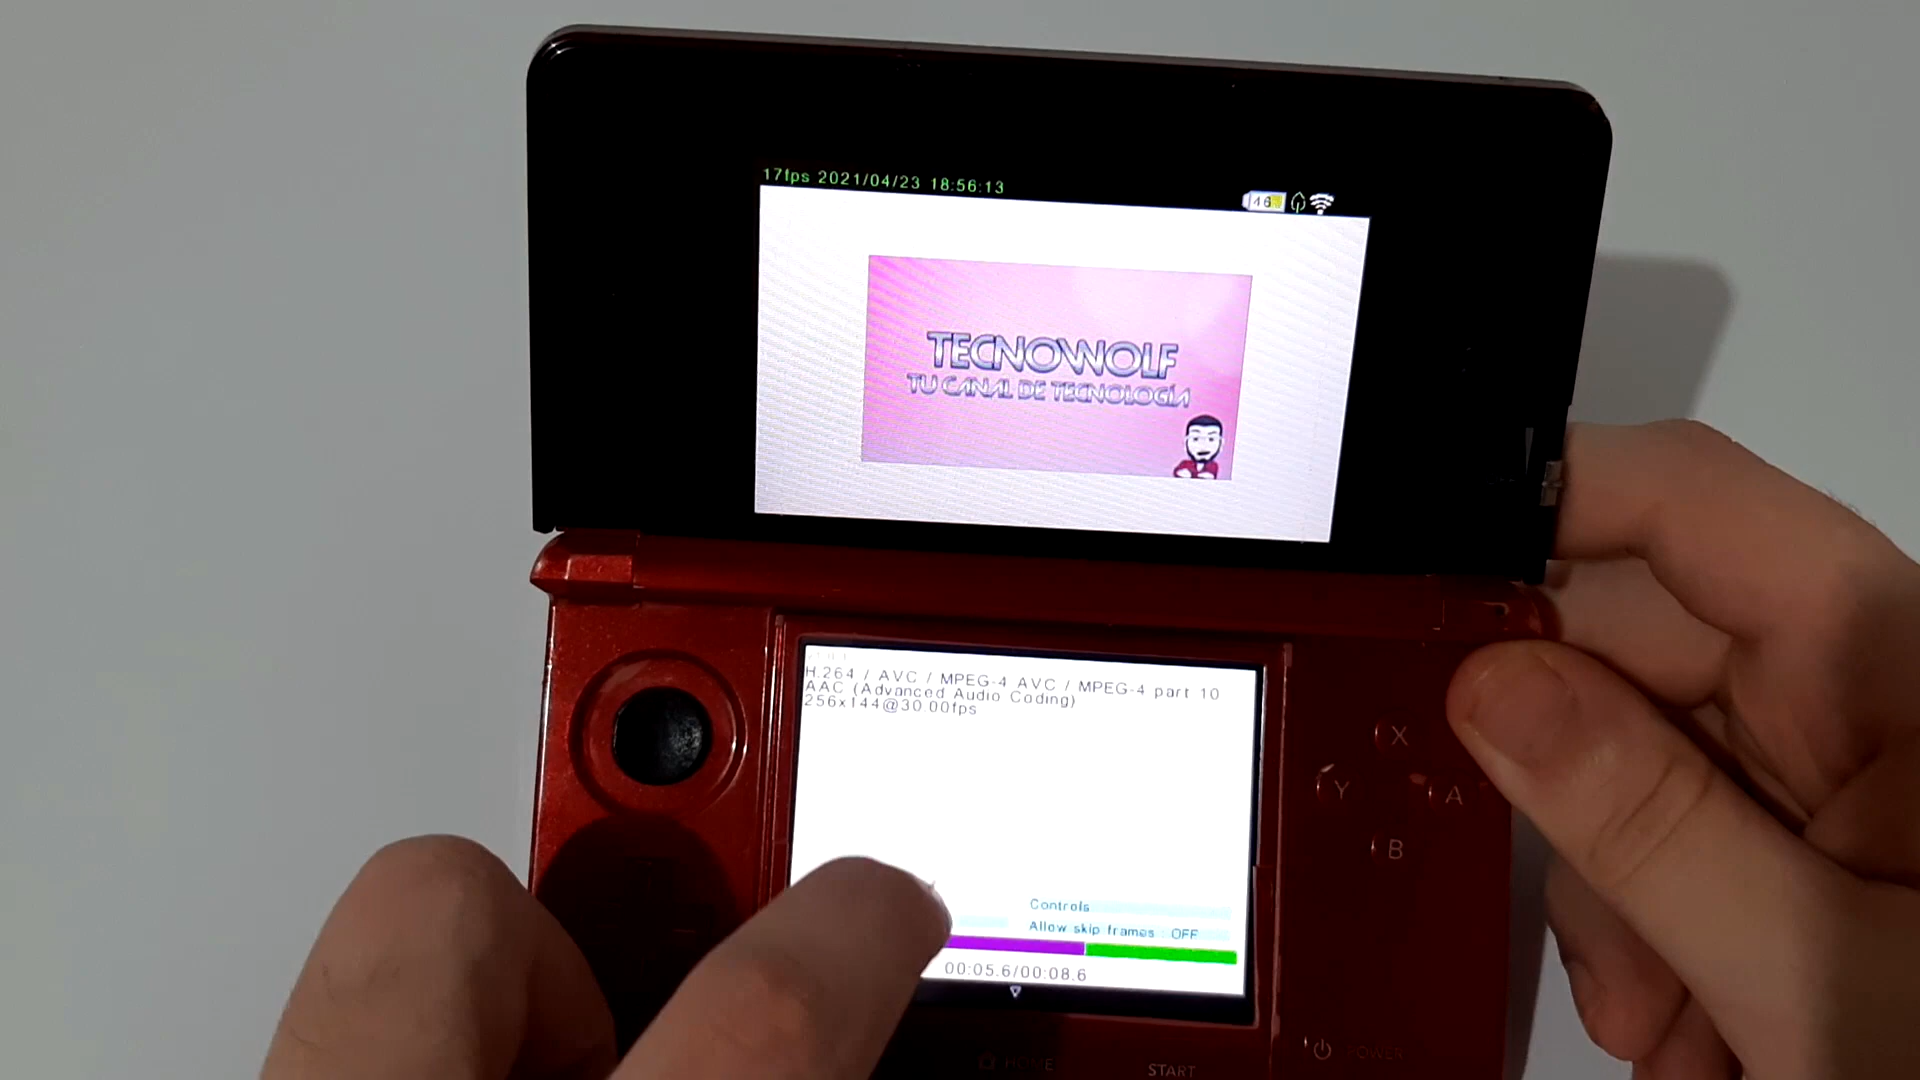 17fps 2021/04/23 18:56:13
46
TECNOWOLF
TU CANAL DE TECNOLOGÍA
H.264 / AVC / MPEG-4 AVC / MPEG-4 part 10
AAC (Advanced Audio Coding)
256x144@30.00fps
Controls
Allow skip frames : OFF
00:05.6/00:08.6
X
Y
A
B
HOME
START
POWER